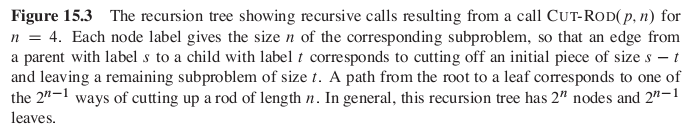 Figure 15.3 The recursion tree showing recursive calls resulting from a call CUT-ROD(p, n) for
n = 4. Each node label gives the size n of the corresponding subproblem, so that an edge from
a parent with label s to a child with label t corresponds to cutting off an initial piece of size s − t
and leaving a remaining subproblem of size t. A path from the root to a leaf corresponds to one of
the 2ⁿ⁻¹ ways of cutting up a rod of length n. In general, this recursion tree has 2ⁿ nodes and 2ⁿ⁻¹
leaves.